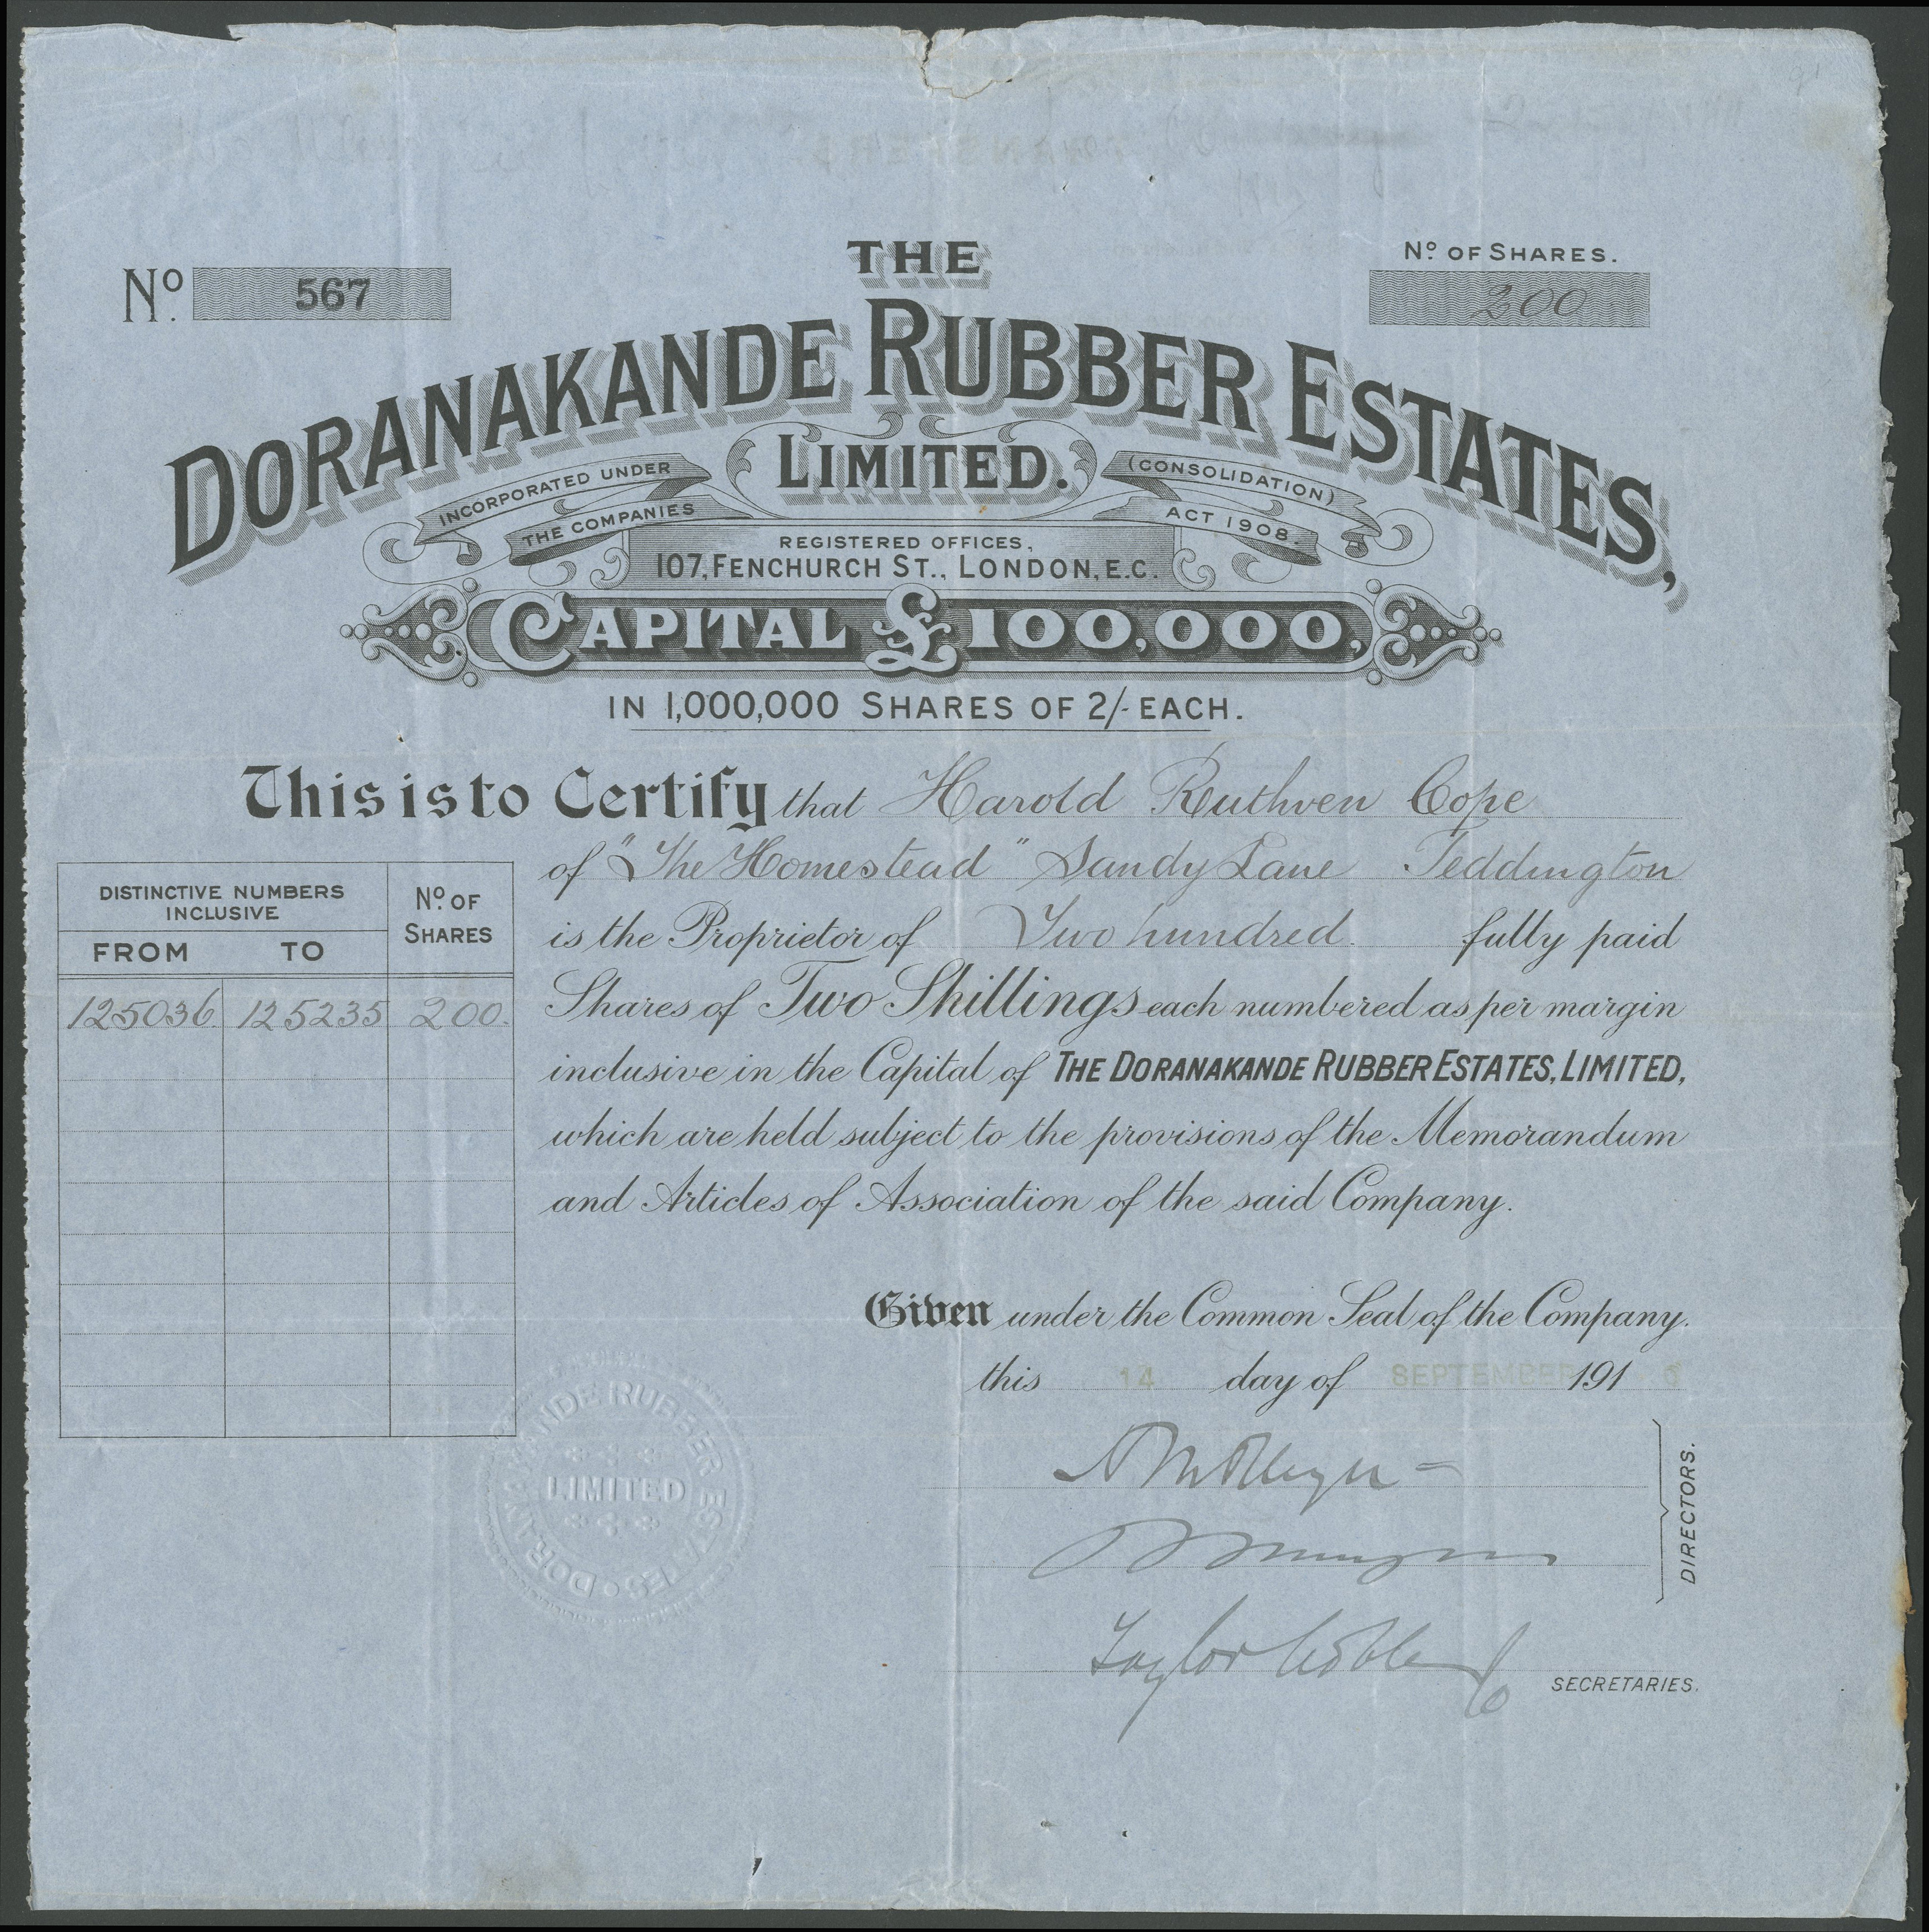 THE
No. 567
No. OF SHARES.
200
DORANAKANDE RUBBER ESTATES,
LIMITED.
INCORPORATED UNDER
THE COMPANIES
(CONSOLIDATION)
ACT 1908.
REGISTERED OFFICES,
107, FENCHURCH ST., LONDON, E.C.
CAPITAL £100,000,
IN 1,000,000 SHARES OF 2/- EACH.
This is to Certify that Harold Ruthven Cope
of "The Homestead" Sandy Lane Teddington
is the Proprietor of Two hundred fully paid
Shares of Two Shillings each numbered as per margin
inclusive in the Capital of THE DORANAKANDE RUBBER ESTATES, LIMITED,
which are held subject to the provisions of the Memorandum
and Articles of Association of the said Company.
DISTINCTIVE NUMBERS
INCLUSIVE
FROM TO
No. OF
SHARES
125036 125235 200
Given under the Common Seal of the Company.
this 14 day of SEPTEMBER 191
DIRECTORS.
Taylor Noble & Co
SECRETARIES.
DORANAKANDE RUBBER ESTATES
LIMITED